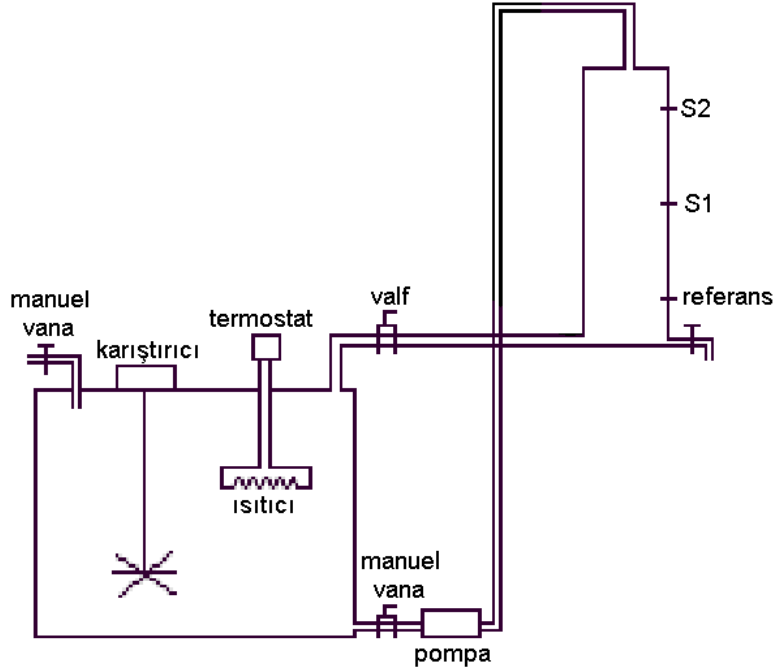 S2
S1
referans
valf
manuel
vana
termostat
karıştırıcı
ısıtıcı
manuel
vana
pompa